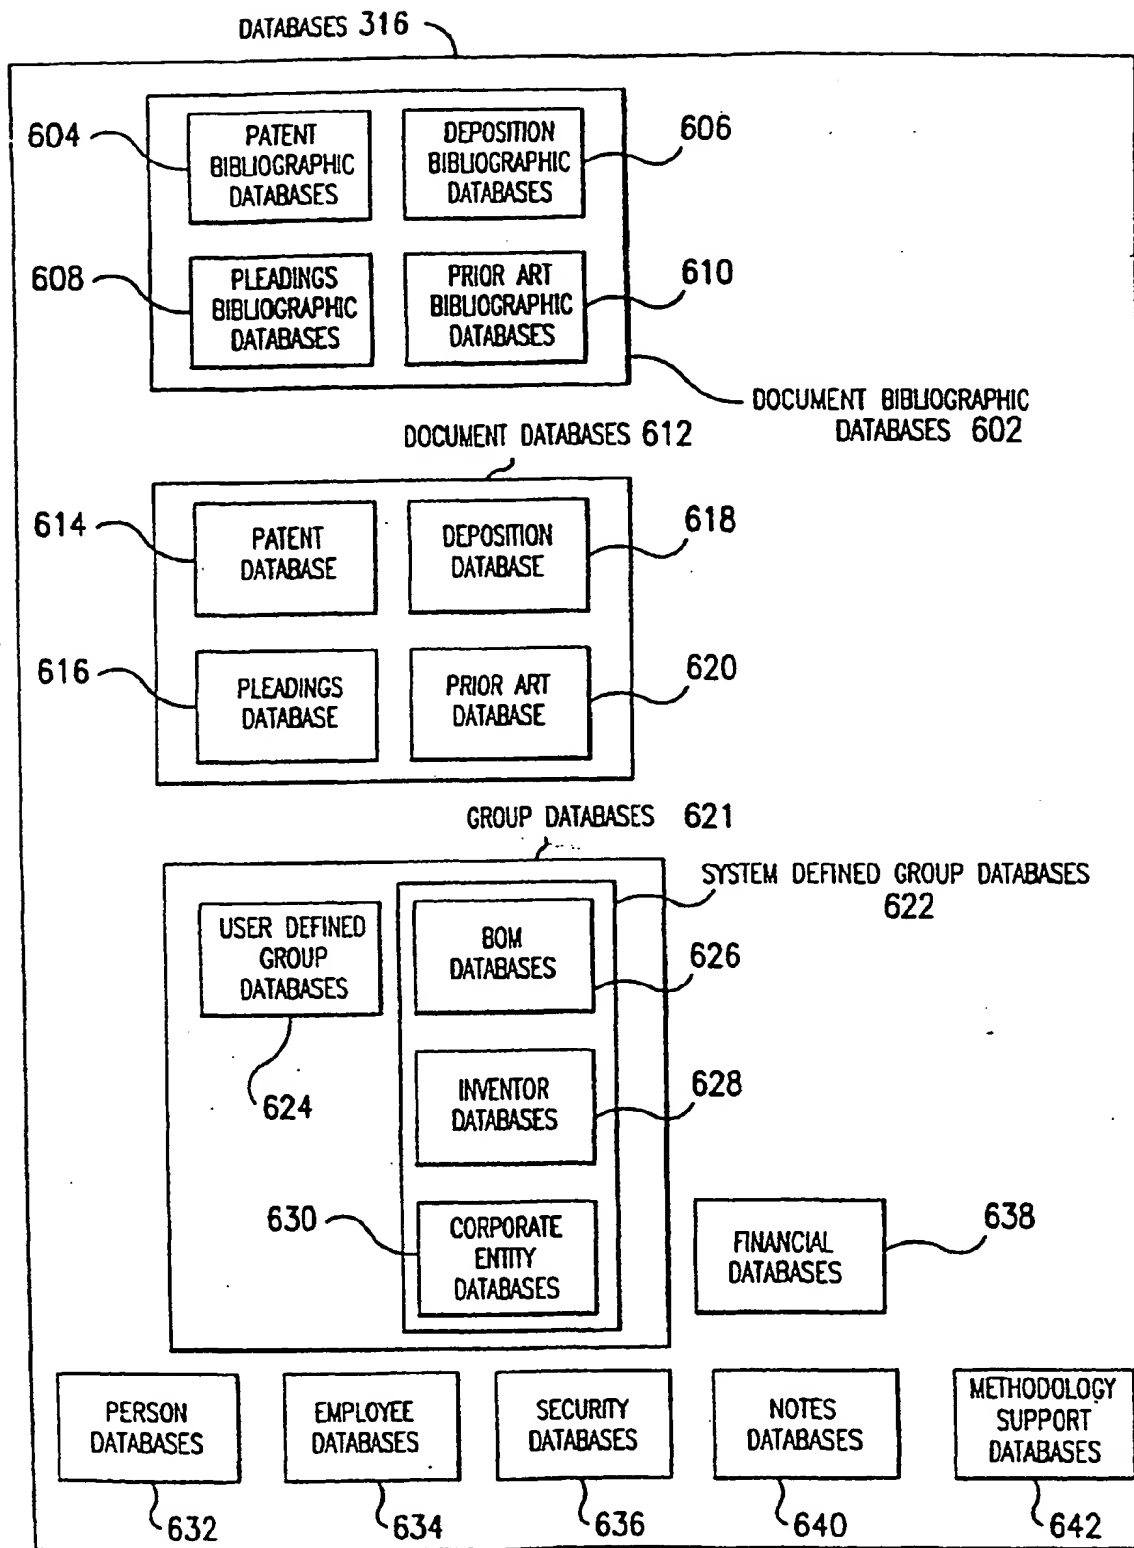 DATABASES 316
604
PATENT
BIBLIOGRAPHIC
DATABASES
DEPOSITION
BIBLIOGRAPHIC
DATABASES
606
608
PLEADINGS
BIBLIOGRAPHIC
DATABASES
PRIOR ART
BIBLIOGRAPHIC
DATABASES
610
DOCUMENT BIBLIOGRAPHIC
DATABASES 602
DOCUMENT DATABASES 612
614
PATENT
DATABASE
DEPOSITION
DATABASE
618
616
PLEADINGS
DATABASE
PRIOR ART
DATABASE
620
GROUP DATABASES 621
SYSTEM DEFINED GROUP DATABASES
622
USER DEFINED
GROUP
DATABASES
624
BOM
DATABASES
626
INVENTOR
DATABASES
628
630
CORPORATE
ENTITY
DATABASES
FINANCIAL
DATABASES
638
PERSON
DATABASES
632
EMPLOYEE
DATABASES
634
SECURITY
DATABASES
636
NOTES
DATABASES
640
METHODOLOGY
SUPPORT
DATABASES
642